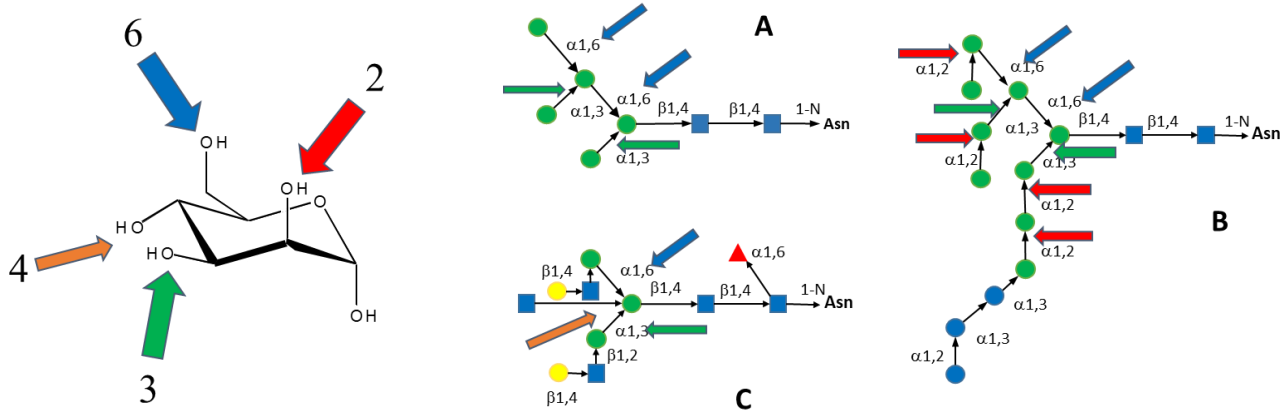 6
2
OH
OH
O
HO
HO
4
OH
3
A
α1,6
α1,3
α1,6
β1,4
β1,4
1-N
Asn
α1,3
α1,2
α1,6
α1,6
β1,4
β1,4
1-N
Asn
α1,3
α1,3
α1,2
α1,2
α1,2
B
α1,3
α1,3
α1,2
β1,4
α1,6
α1,6
β1,4
β1,4
1-N
Asn
α1,3
β1,2
β1,4
C